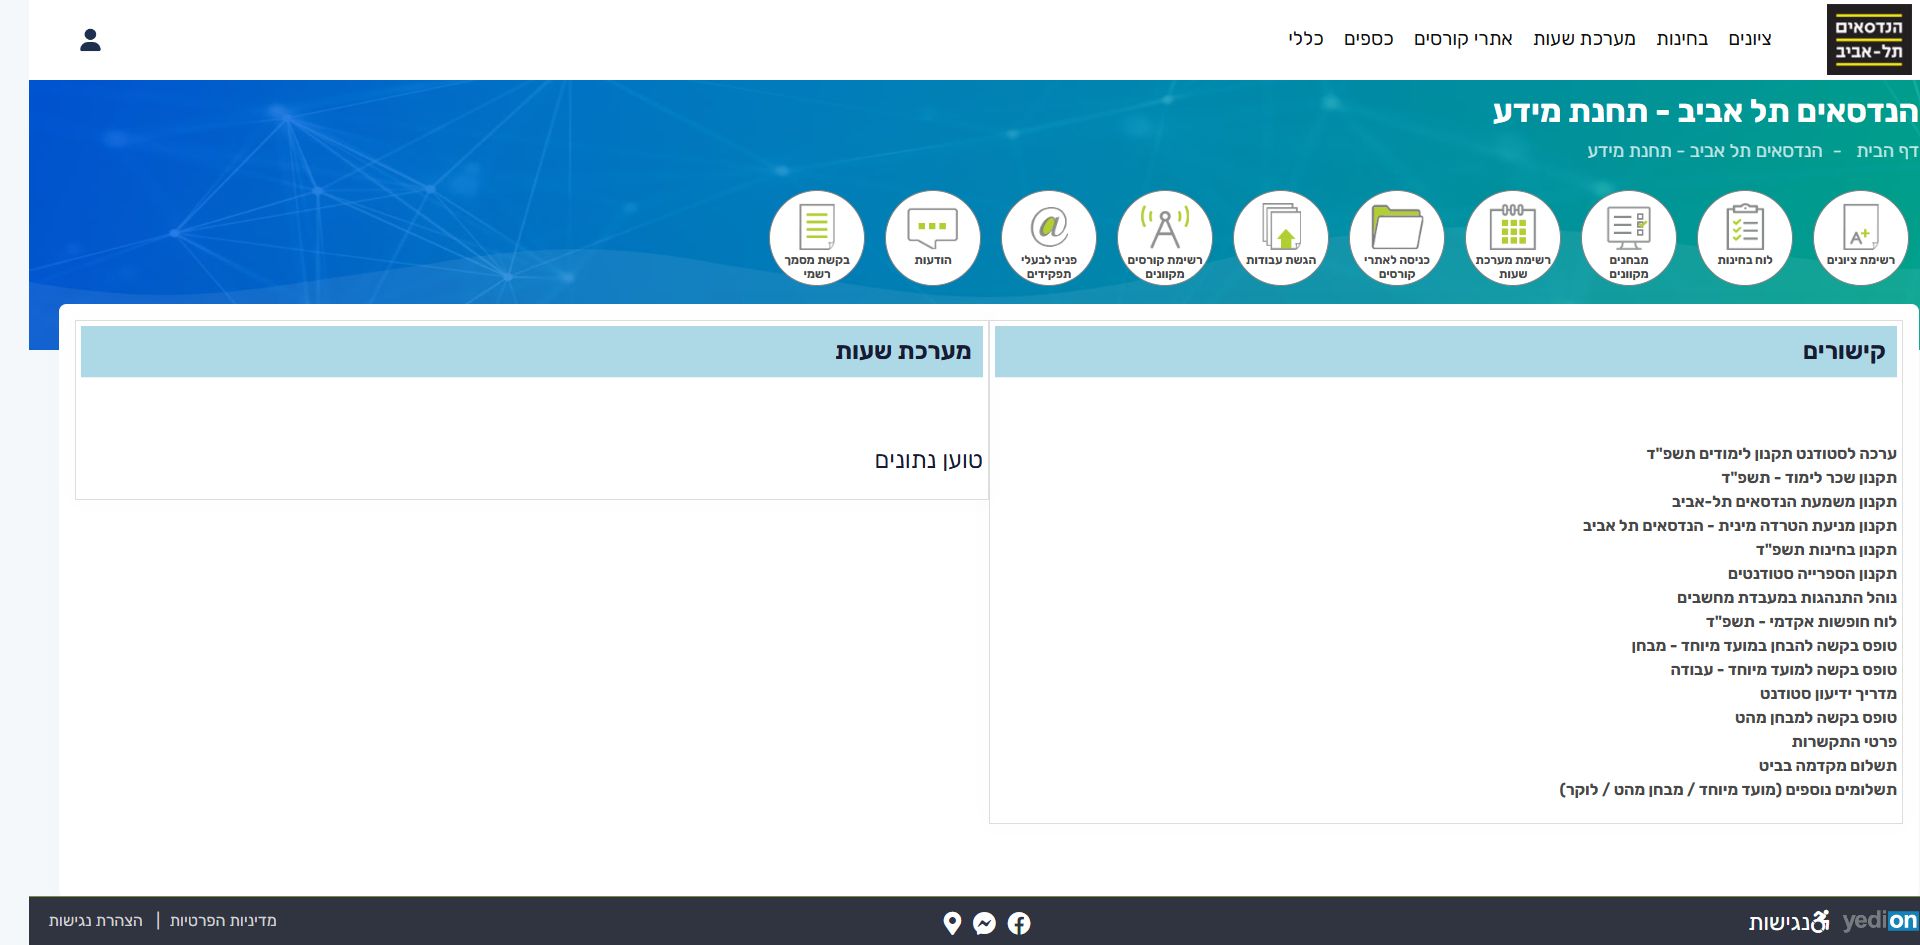 הנדסאים
תל-אביב
ציונים
בחינות
מערכת שעות
אתרי קורסים
כספים
כללי
הנדסאים תל אביב - תחנת מידע
דף הבית - הנדסאים תל אביב - תחנת מידע
רשימת ציונים
לוח בחינות
מבחנים
מקוונים
רשימת מערכת
שעות
כניסה לאתרי
קורסים
הגשת עבודות
רשימת קורסים
מקוונים
פניה לבעלי
תפקידים
הודעות
בקשת מסמך
רשמי
קישורים
ערכה לסטודנט תקנון לימודים תשפ"ד
תקנון שכר לימוד - תשפ"ד
תקנון משמעת הנדסאים תל-אביב
תקנון מניעת הטרדה מינית - הנדסאים תל אביב
תקנון בחינות תשפ"ד
תקנון הספרייה סטודנטים
נוהל התנהגות במעבדת מחשבים
לוח חופשות אקדמי - תשפ"ד
טופס בקשה להבחן במועד מיוחד - מבחן
טופס בקשה למועד מיוחד - עבודה
מדריך ידיעון סטודנט
טופס בקשה למבחן מהט
פרטי התקשרות
תשלום מקדמה בביט
תשלומים נוספים (מועד מיוחד / מבחן מהט / לוקר)
מערכת שעות
טוען נתונים
yedion
נגישות
מדיניות הפרטיות | הצהרת נגישות